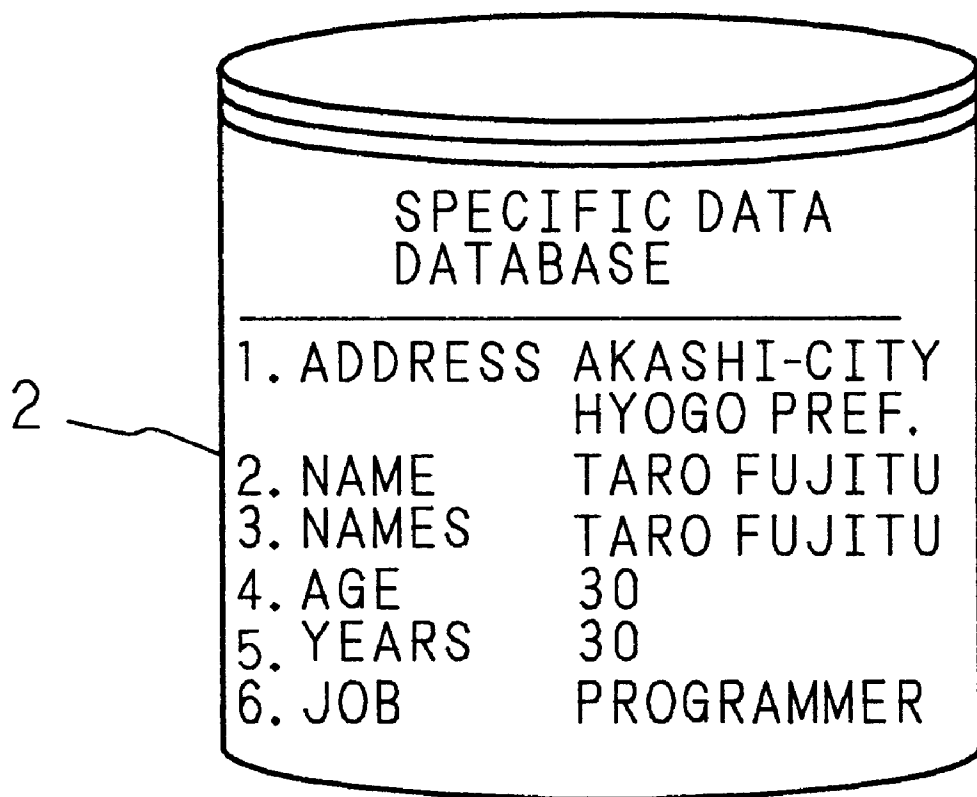 SPECIFIC DATA
DATABASE
1. ADDRESS AKASHI-CITY
HYOGO PREF.
2. NAME TARO FUJITU
3. NAMES TARO FUJITU
4. AGE 30
5. YEARS 30
6. JOB PROGRAMMER
2